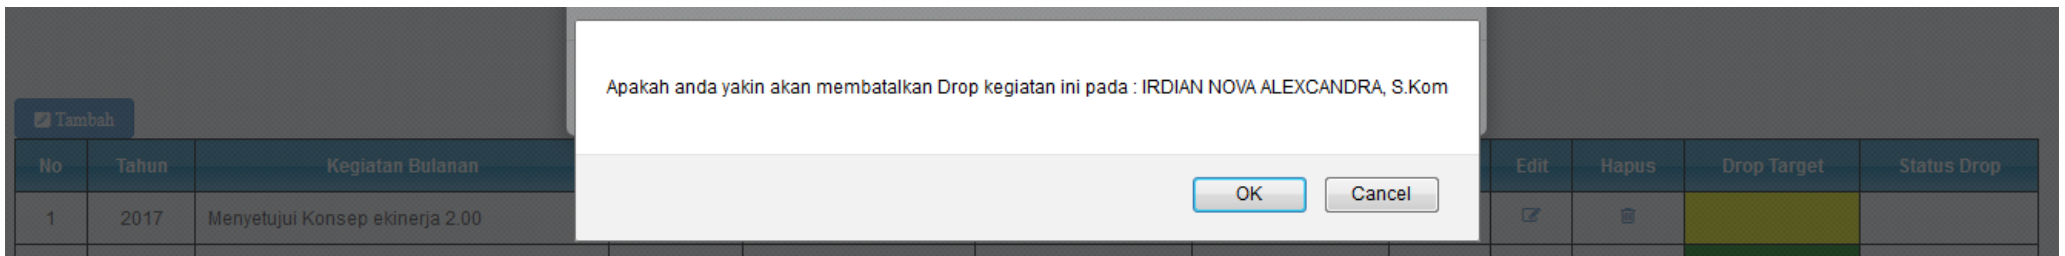 Apakah anda yakin akan membatalkan Drop kegiatan ini pada : IRDIAN NOVA ALEXCANDRA, S.Kom
OK Cancel
Tambah
No Tahun Kegiatan Bulanan Edit Hapus Drop Target Status Drop
1 2017 Menyetujui Konsep ekinerja 2.00